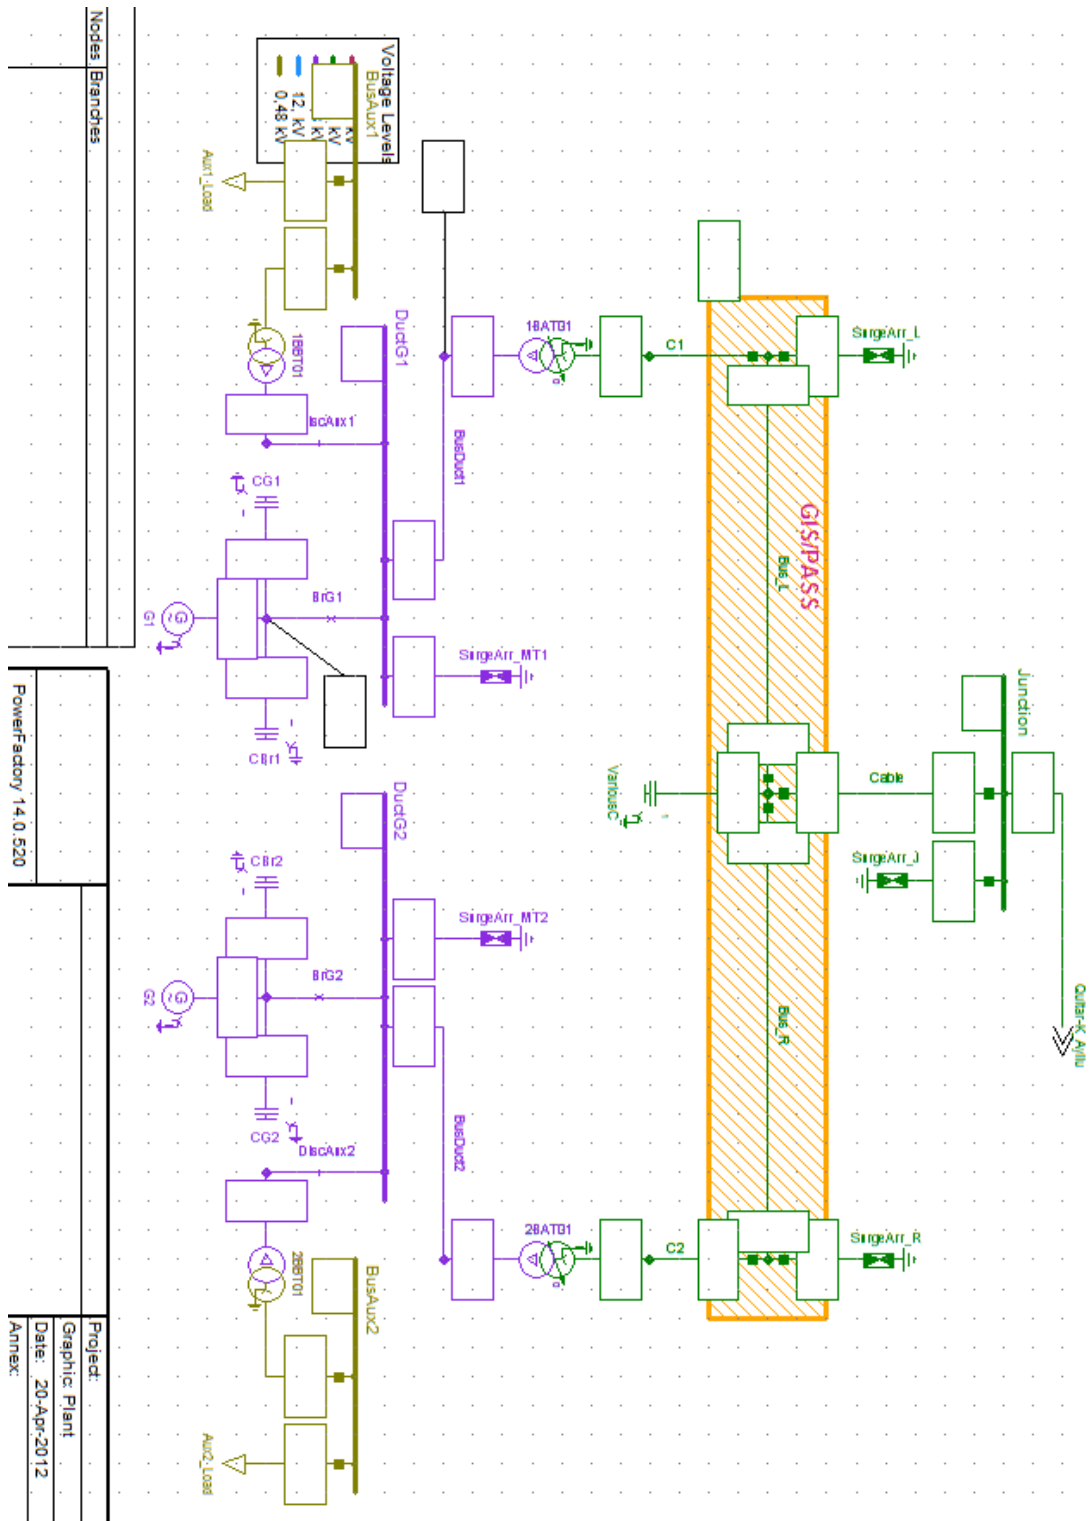 Nodes Branches
Voltage Levels
kV
kV
kV
12, kV
0,48 kV
BusAux1
Aux1_Load
1BBT01
DuctG1
DiscAux1
BusDuct1
1BAT01
C1
SurgeArr_L
GIS/PASS
Bus_L
CG1
BrG1
G1
G
~
CBr1
SurgeArr_MT1
Junction
Cable
VariousC
SurgeArr_J
DuctG2
CBr2
SurgeArr_MT2
BrG2
G2
G
~
CG2
DiscAux2
BusDuct2
Bus_R
2BBT01
BusAux2
2BAT01
C2
SurgeArr_R
Aux2_Load
PowerFactory 14.0.520
Project:
Graphic: Plant
Date: 20-Apr-2012
Annex: